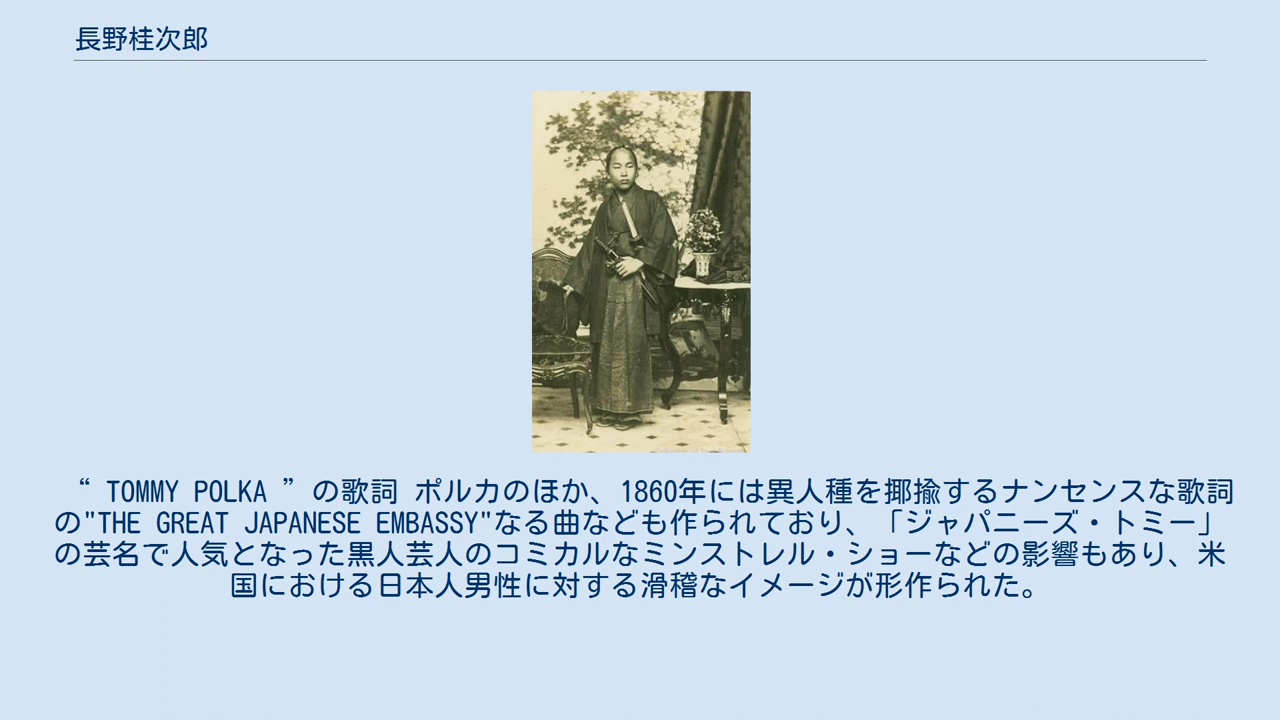 長野桂次郎
“ TOMMY POLKA ”の歌詞 ポルカのほか、1860年には異人種を揶揄するナンセンスな歌詞
の"THE GREAT JAPANESE EMBASSY"なる曲なども作られており、「ジャパニーズ・トミー」
の芸名で人気となった黒人芸人のコミカルなミンストレル・ショーなどの影響もあり、米
国における日本人男性に対する滑稽なイメージが形作られた。